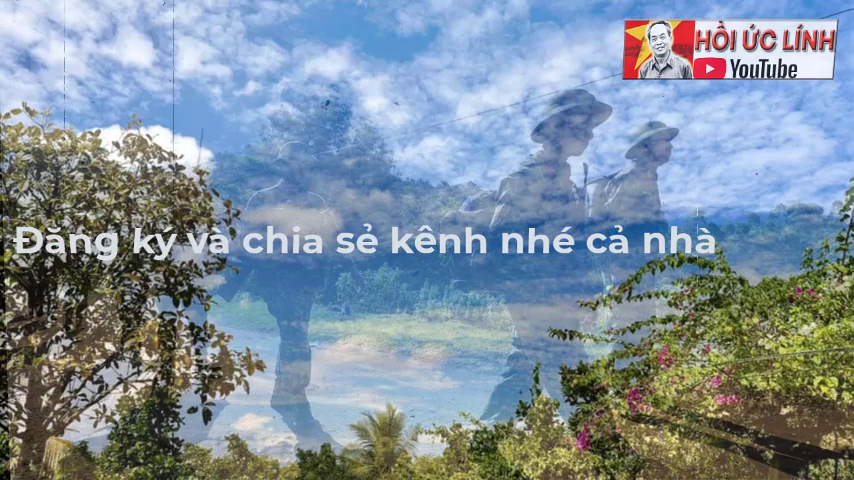 HỒI ỨC LÍNH
YouTube
Đăng ký và chia sẻ kênh nhé cả nhà